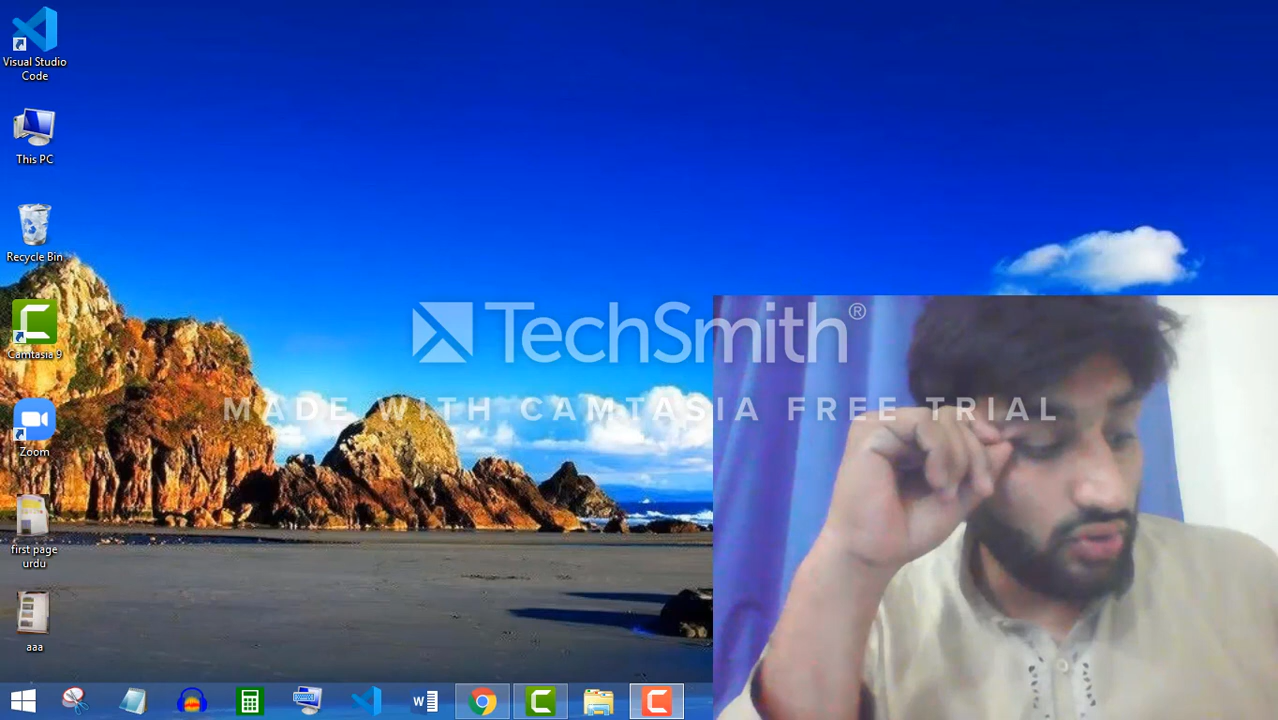 Visual Studio
Code
This PC
Recycle Bin
Camtasia 9
Zoom
first page
urdu
aaa
TechSmith®
MADE WITH CAMTASIA FREE TRIAL